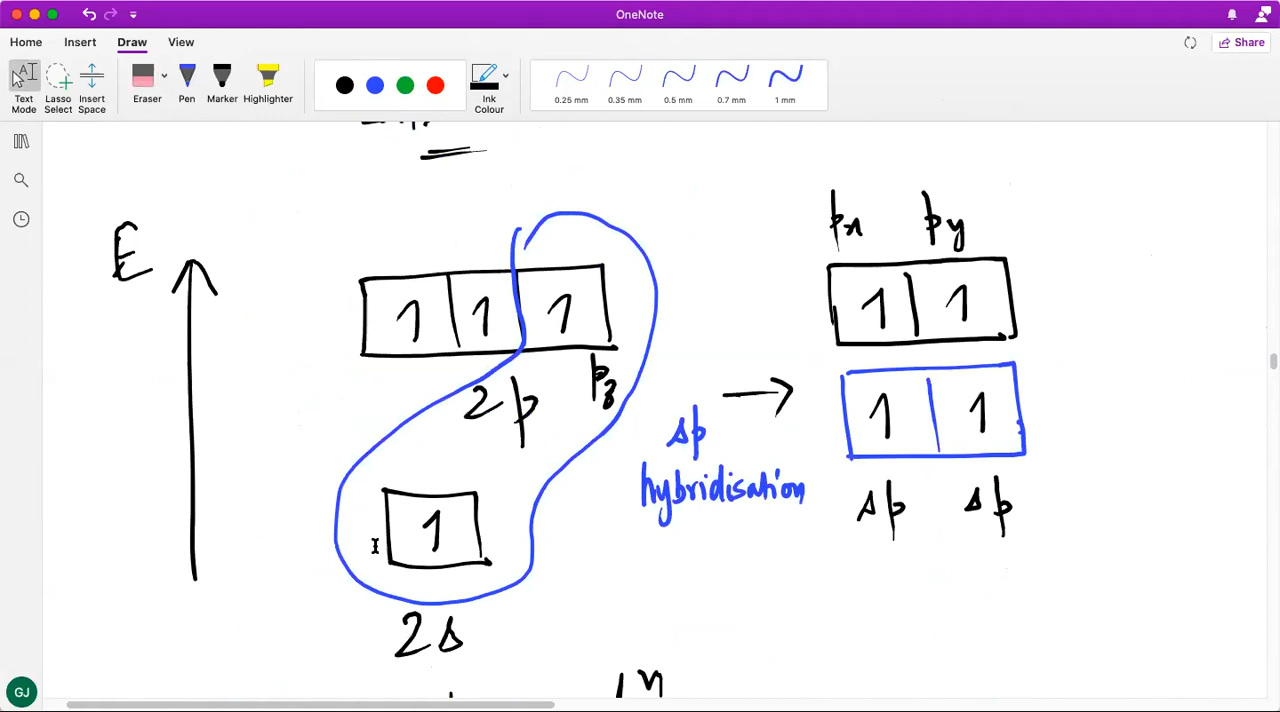 OneNote
Home Insert Draw View
Share
Text Mode
Lasso Select
Insert Space
Eraser
Pen
Marker
Highlighter
Ink Colour
0.25 mm
0.35 mm
0.5 mm
0.7 mm
1 mm
E
1 1 1
2p
pz
1
2s
sp
hybridisation
px py
1 1
1 1
sp sp
GJ